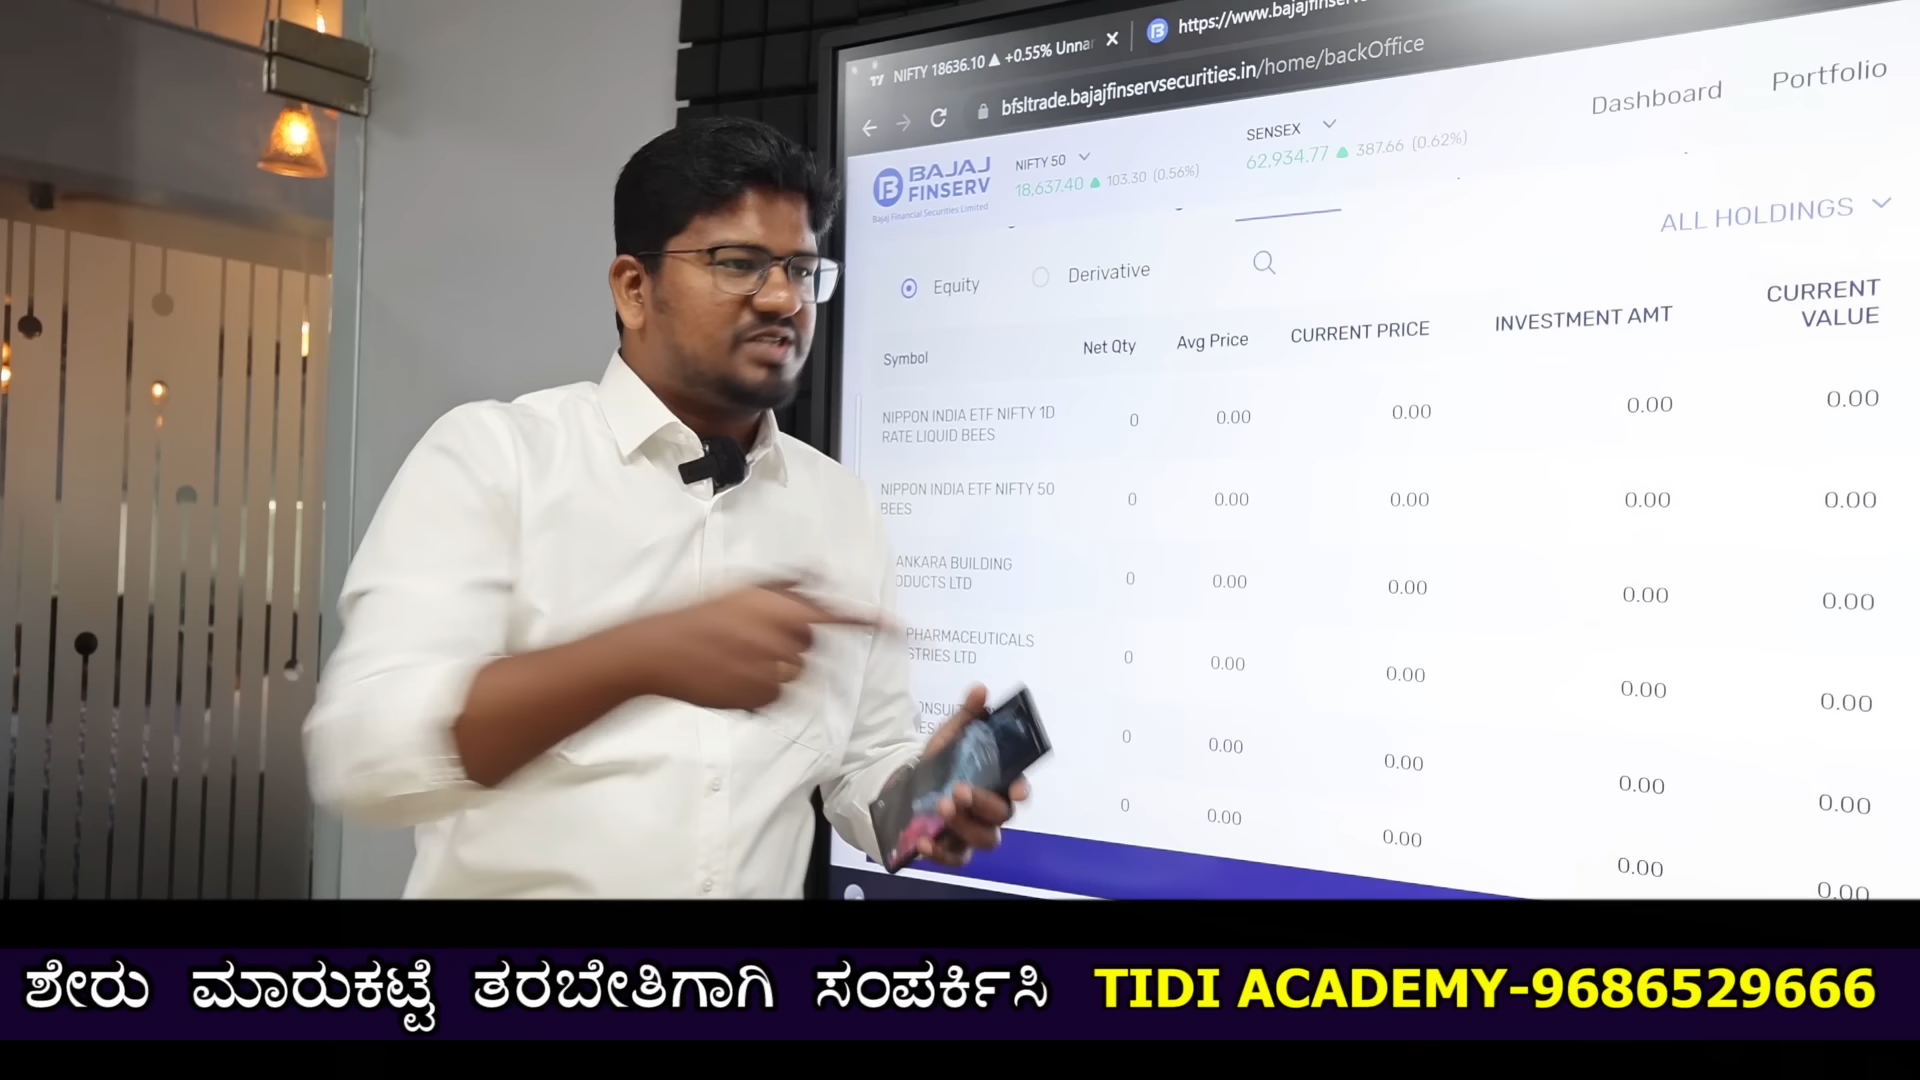 NIFTY 18636.10 ▲ +0.55% Unnar
bfsltrade.bajajfinservsecurities.in/home/backOffice
Dashboard Portfolio
BAJAJ
FINSERV
Bajaj Financial Securities Limited
NIFTY 50
18,637.40 ▲ 103.30 (0.56%)
SENSEX
62,934.77 ▲ 387.66 (0.62%)
ALL HOLDINGS
Equity Derivative
Symbol Net Qty Avg Price CURRENT PRICE INVESTMENT AMT CURRENT VALUE
NIPPON INDIA ETF NIFTY 1D
RATE LIQUID BEES
0 0.00 0.00 0.00 0.00
NIPPON INDIA ETF NIFTY 50
BEES
0 0.00 0.00 0.00 0.00
ANKARA BUILDING
ODUCTS LTD
0 0.00 0.00 0.00 0.00
PHARMACEUTICALS
STRIES LTD
0 0.00 0.00 0.00 0.00
0 0.00 0.00 0.00 0.00
0 0.00 0.00 0.00 0.00
ಶೇರು ಮಾರುಕಟ್ಟೆ ತರಬೇತಿಗಾಗಿ ಸಂಪರ್ಕಿಸಿ TIDI ACADEMY-9686529666